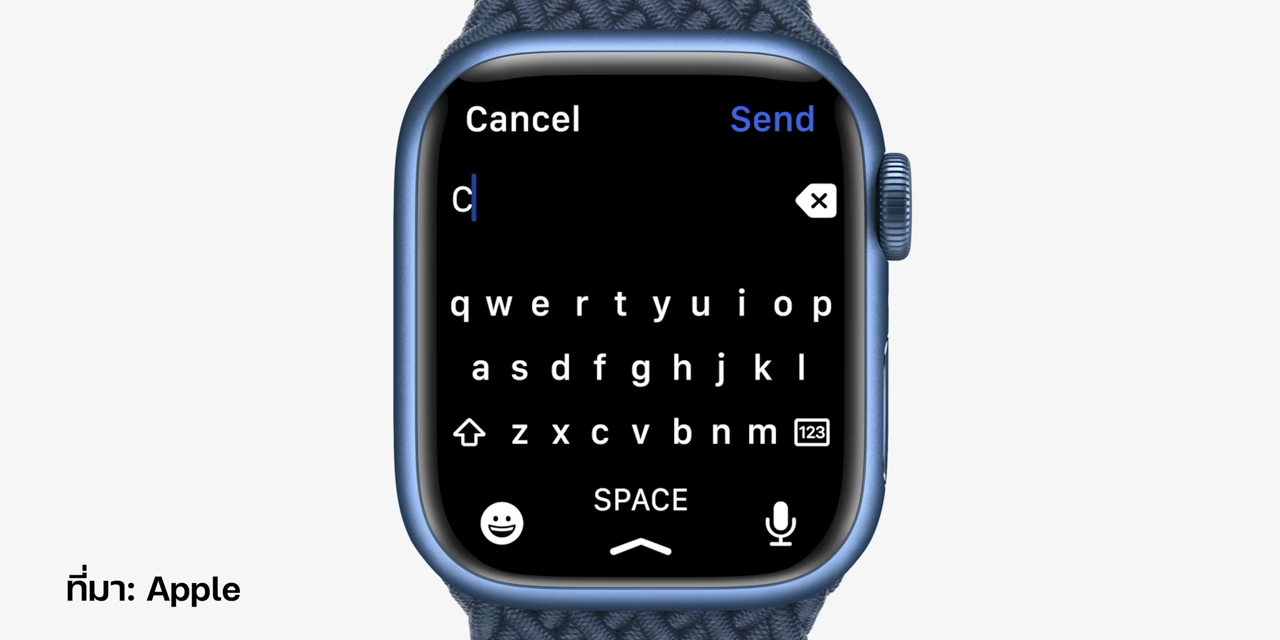 Cancel Send
C
q w e r t y u i o p
a s d f g h j k l
z x c v b n m 123
SPACE
ที่มา: Apple